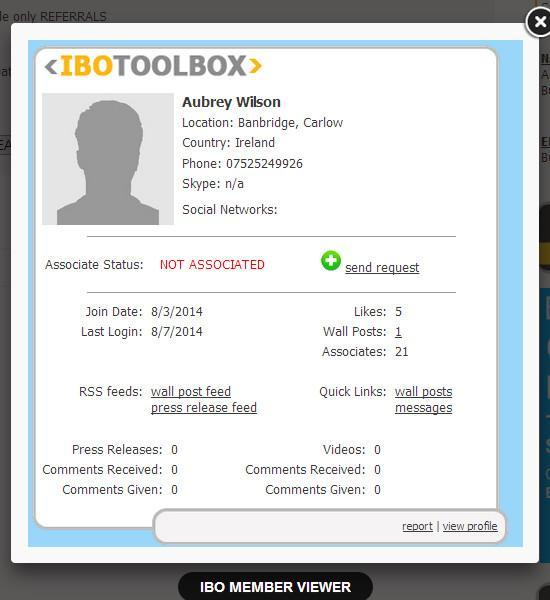 le only REFERRALS
<IBOTOOLBOX>
Aubrey Wilson
Location: Banbridge, Carlow
Country: Ireland
Phone: 07525249926
Skype: n/a
Social Networks:
Associate Status: NOT ASSOCIATED send request
Join Date: 8/3/2014 Likes: 5
Last Login: 8/7/2014 Wall Posts: 1
Associates: 21
RSS feeds: wall post feed Quick Links: wall posts
press release feed messages
Press Releases: 0 Videos: 0
Comments Received: 0 Comments Received: 0
Comments Given: 0 Comments Given: 0
report | view profile
IBO MEMBER VIEWER